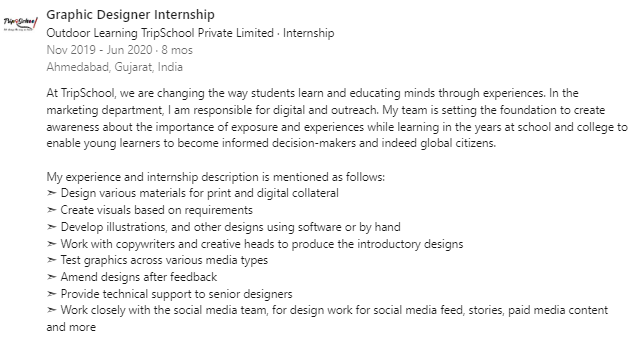 Graphic Designer Internship
TripSchool
Outdoor Learning TripSchool Private Limited · Internship
Nov 2019 - Jun 2020 · 8 mos
Ahmedabad, Gujarat, India
At TripSchool, we are changing the way students learn and educating minds through experiences. In the
marketing department, I am responsible for digital and outreach. My team is setting the foundation to create
awareness about the importance of exposure and experiences while learning in the years at school and college to
enable young learners to become informed decision-makers and indeed global citizens.
My experience and internship description is mentioned as follows:
➣ Design various materials for print and digital collateral
➣ Create visuals based on requirements
➣ Develop illustrations, and other designs using software or by hand
➣ Work with copywriters and creative heads to produce the introductory designs
➣ Test graphics across various media types
➣ Amend designs after feedback
➣ Provide technical support to senior designers
➣ Work closely with the social media team, for design work for social media feed, stories, paid media content
and more